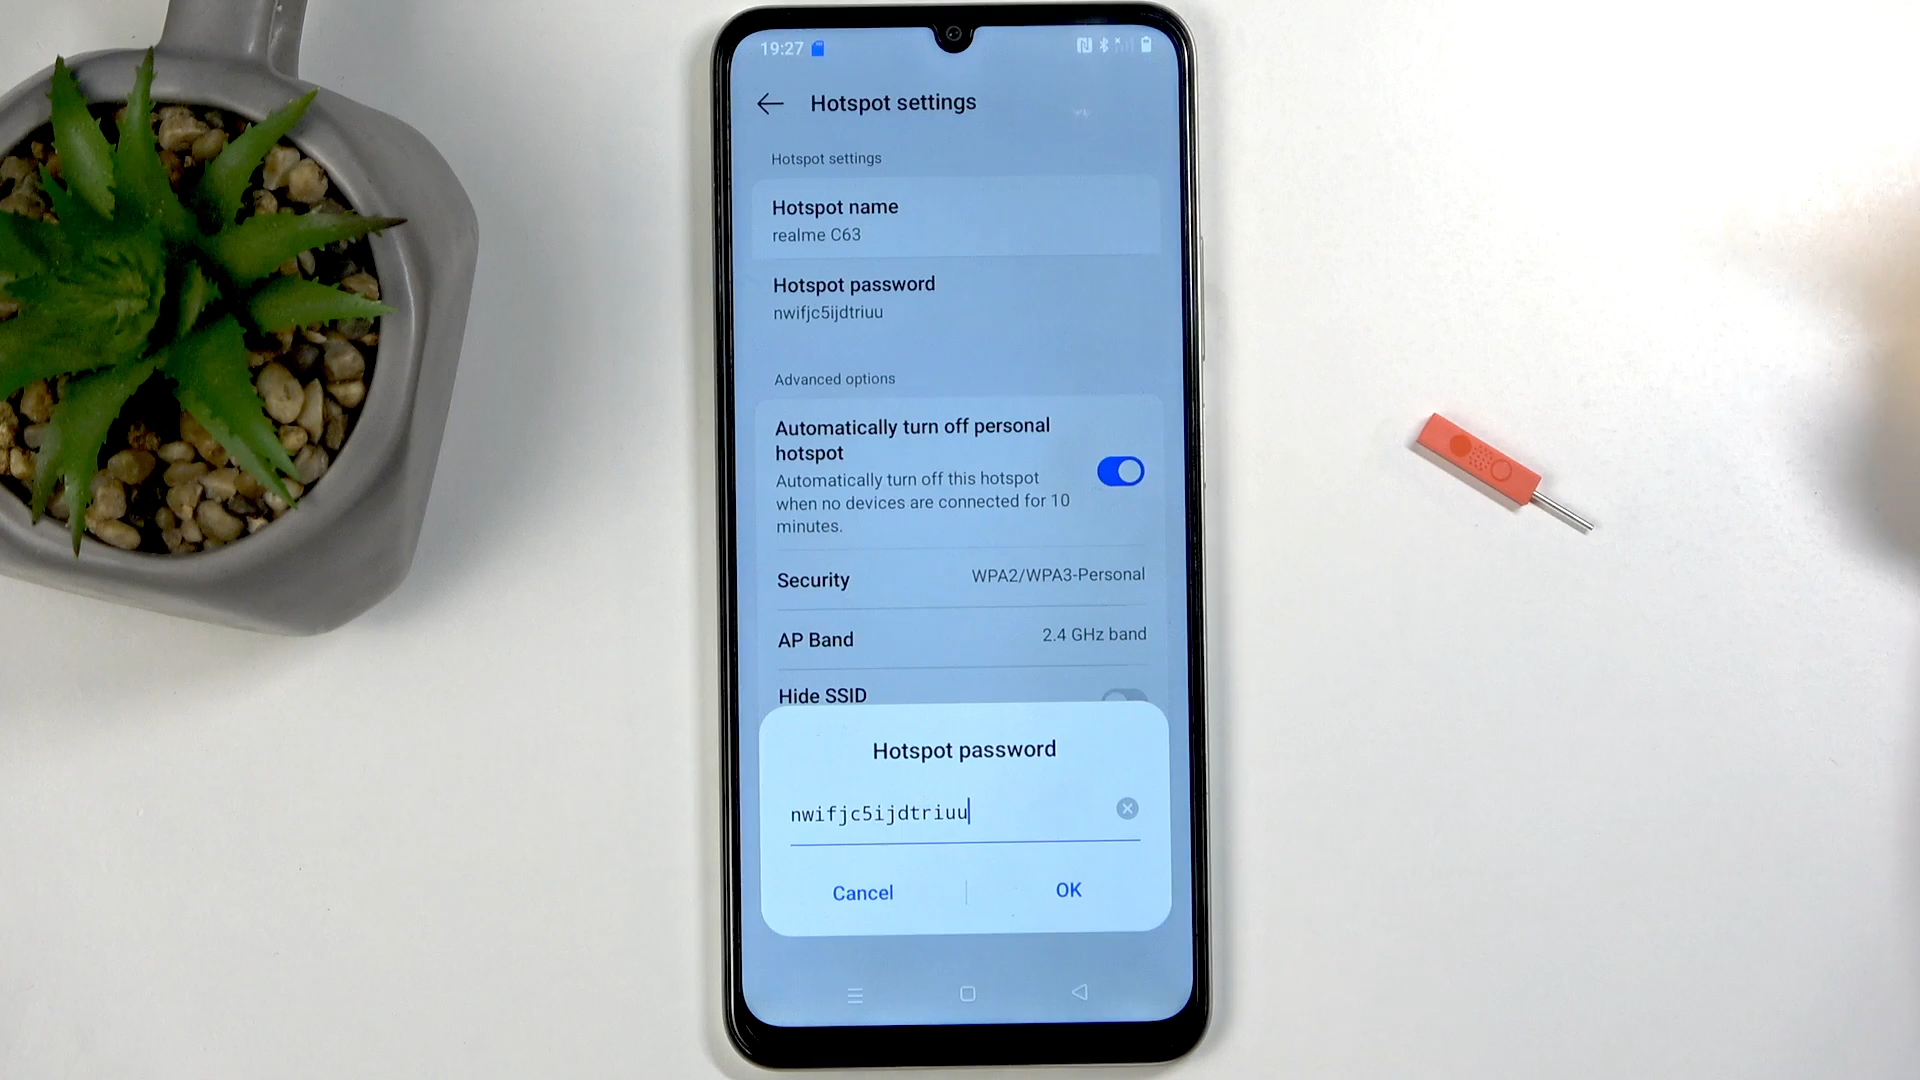 19:27
Hotspot settings
Hotspot settings
Hotspot name
realme C63
Hotspot password
nwifjc5ijdtriuu
Advanced options
Automatically turn off personal
hotspot
Automatically turn off this hotspot
when no devices are connected for 10
minutes.
Security WPA2/WPA3-Personal
AP Band 2.4 GHz band
Hide SSID
Hotspot password
nwifjc5ijdtriuu
Cancel OK